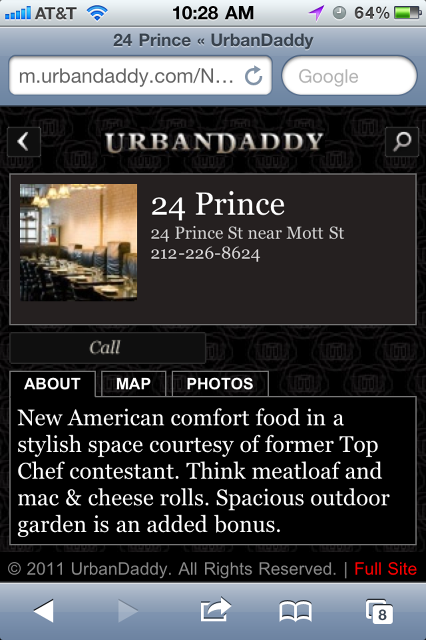 AT&T 10:28 AM 64%
24 Prince « UrbanDaddy
m.urbandaddy.com/N... Google
URBANDADDY
24 Prince
24 Prince St near Mott St
212-226-8624
Call
ABOUT MAP PHOTOS
New American comfort food in a
stylish space courtesy of former Top
Chef contestant. Think meatloaf and
mac & cheese rolls. Spacious outdoor
garden is an added bonus.
© 2011 UrbanDaddy. All Rights Reserved. | Full Site
8